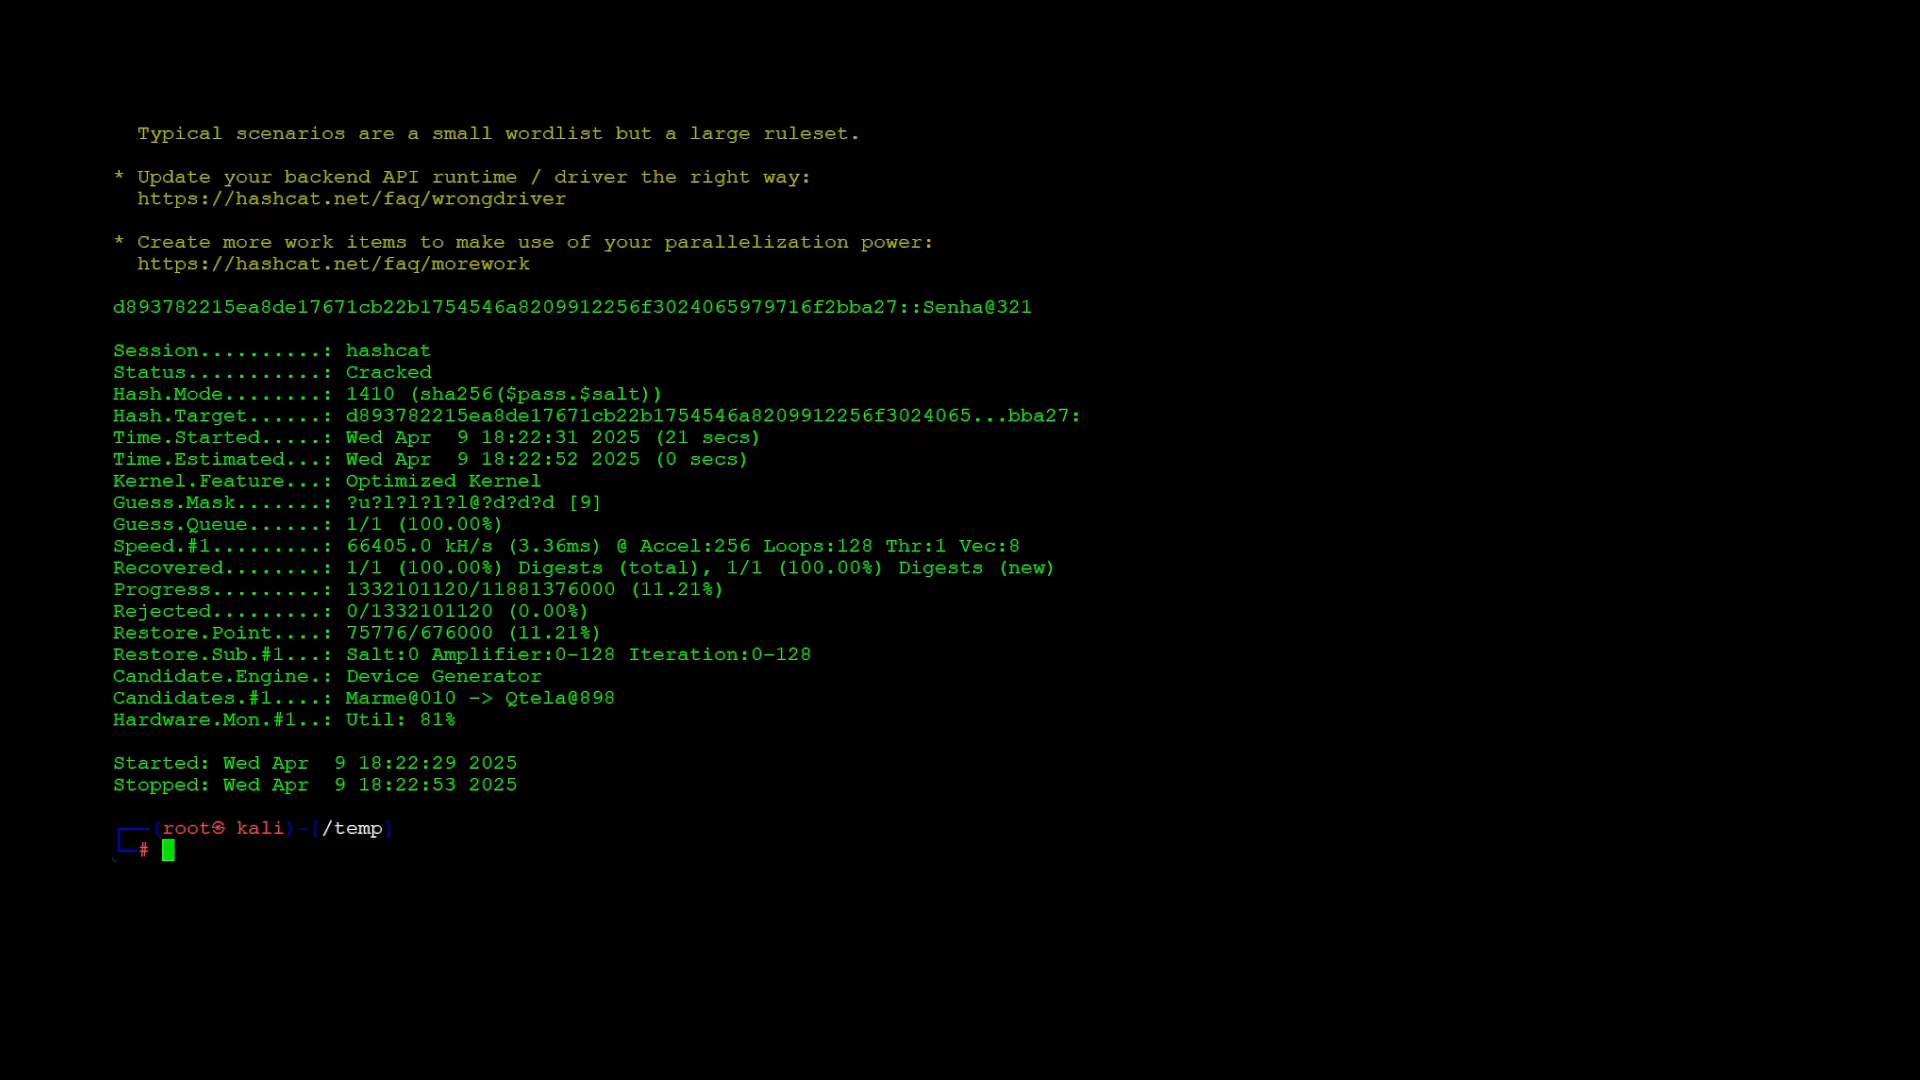 Typical scenarios are a small wordlist but a large ruleset.
* Update your backend API runtime / driver the right way:
https://hashcat.net/faq/wrongdriver
* Create more work items to make use of your parallelization power:
https://hashcat.net/faq/morework
d893782215ea8de17671cb22b1754546a8209912256f3024065979716f2bba27::Senha@321
Session..........: hashcat
Status...........: Cracked
Hash.Mode........: 1410 (sha256($pass.$salt))
Hash.Target......: d893782215ea8de17671cb22b1754546a8209912256f3024065...bba27:
Time.Started.....: Wed Apr  9 18:22:31 2025 (21 secs)
Time.Estimated...: Wed Apr  9 18:22:52 2025 (0 secs)
Kernel.Feature...: Optimized Kernel
Guess.Mask.......: ?u?l?l?l?l@?d?d?d [9]
Guess.Queue......: 1/1 (100.00%)
Speed.#1.........: 66405.0 kH/s (3.36ms) @ Accel:256 Loops:128 Thr:1 Vec:8
Recovered........: 1/1 (100.00%) Digests (total), 1/1 (100.00%) Digests (new)
Progress.........: 1332101120/11881376000 (11.21%)
Rejected.........: 0/1332101120 (0.00%)
Restore.Point....: 75776/676000 (11.21%)
Restore.Sub.#1...: Salt:0 Amplifier:0-128 Iteration:0-128
Candidate.Engine.: Device Generator
Candidates.#1....: Marme@010 -> Qtela@898
Hardware.Mon.#1..: Util: 81%
Started: Wed Apr  9 18:22:29 2025
Stopped: Wed Apr  9 18:22:53 2025
┌──(root㉿ kali)-[/temp]
└─#